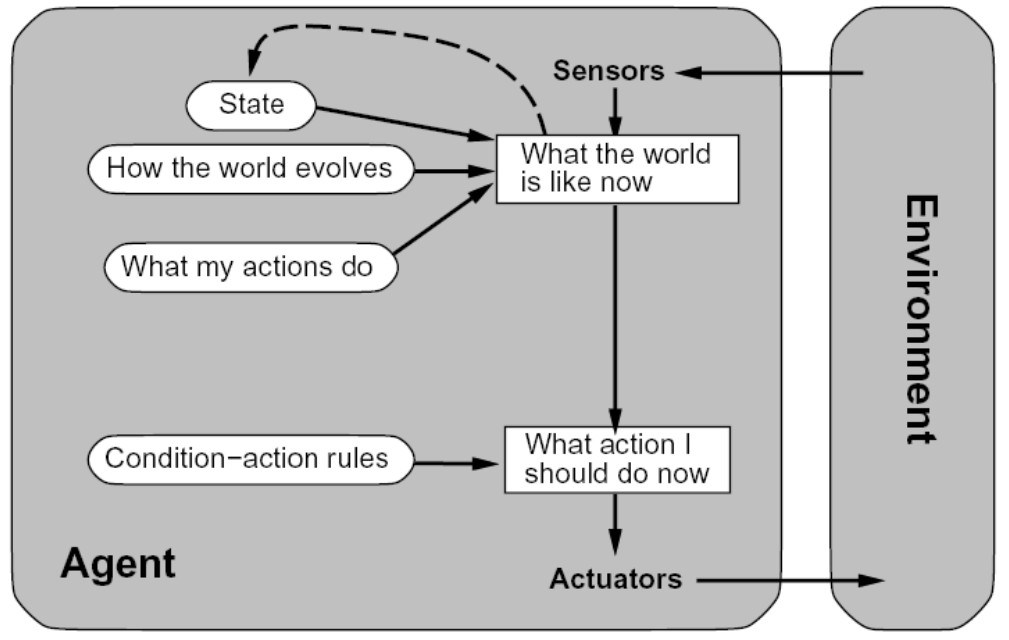 Sensors
State
What the world
is like now
How the world evolves
What my actions do
Environment
What action I
should do now
Condition−action rules
Agent
Actuators